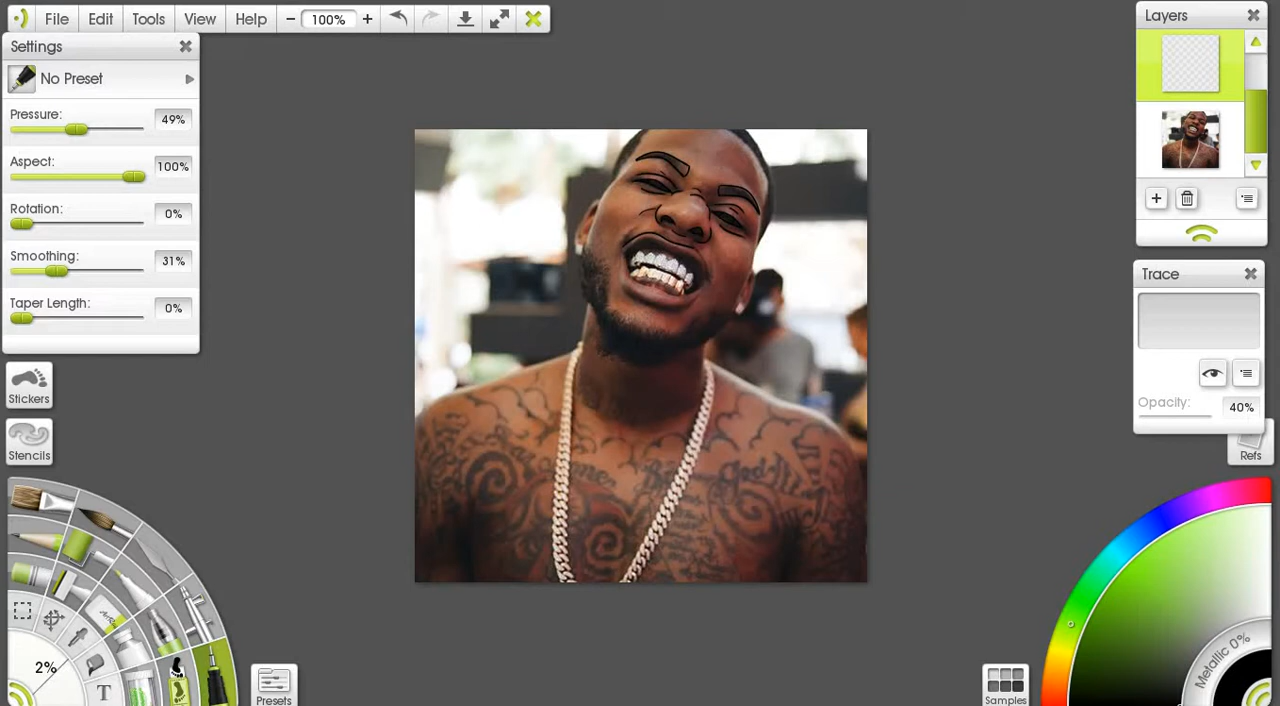 File Edit Tools View Help − 100% +
Layers
Settings
No Preset
Pressure:
49%
Aspect:
100%
Rotation:
0%
Smoothing:
31%
Taper Length:
0%
Trace
Opacity:
40%
Stickers
Refs
Stencils
2%
T
Metallic 0%
Presets
Samples